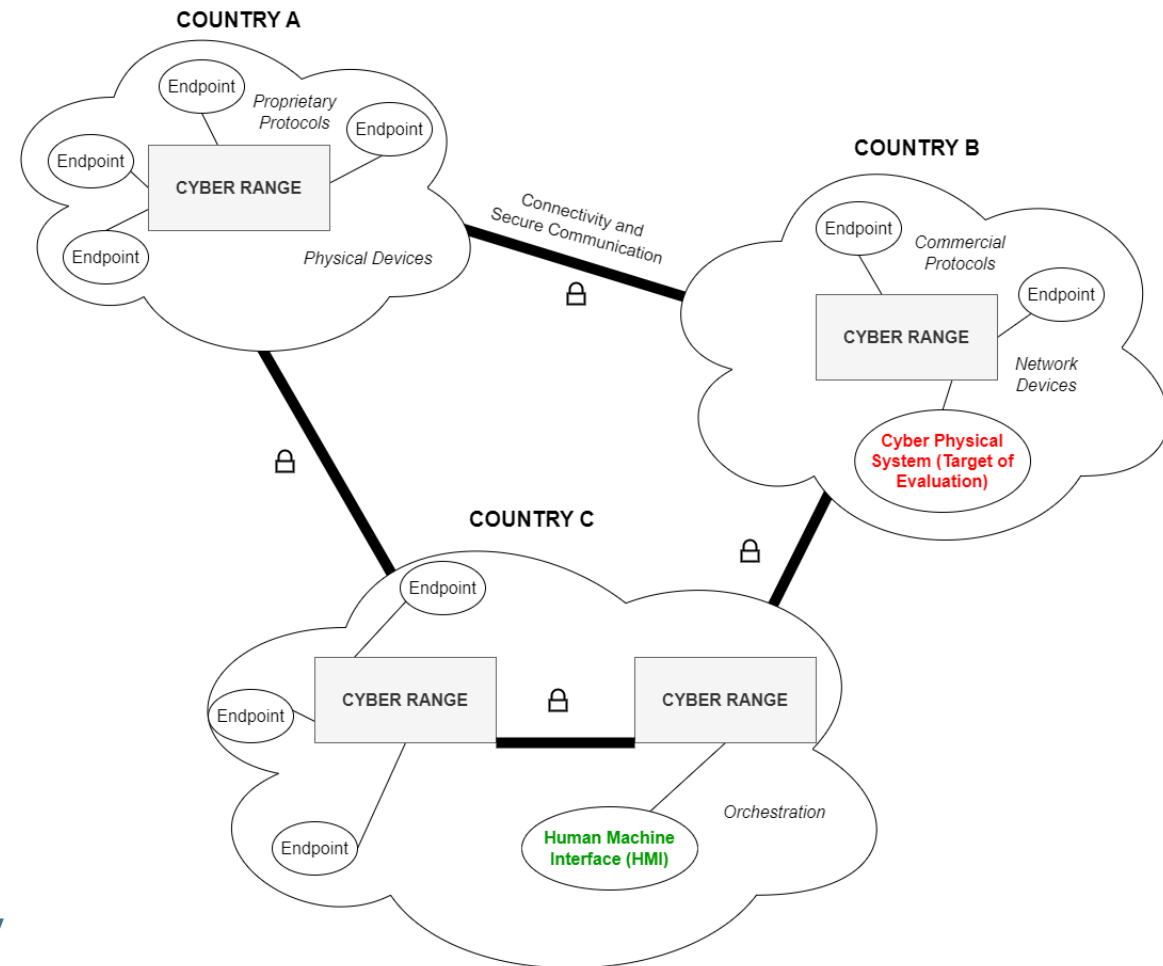 COUNTRY A
Endpoint
Proprietary
Protocols
Endpoint
Endpoint
CYBER RANGE
Endpoint
Physical Devices
Connectivity and
Secure Communication
COUNTRY B
Endpoint
Commercial
Protocols
Endpoint
CYBER RANGE
Network
Devices
Cyber Physical
System (Target of
Evaluation)
COUNTRY C
Endpoint
CYBER RANGE
CYBER RANGE
Endpoint
Orchestration
Endpoint
Human Machine
Interface (HMI)